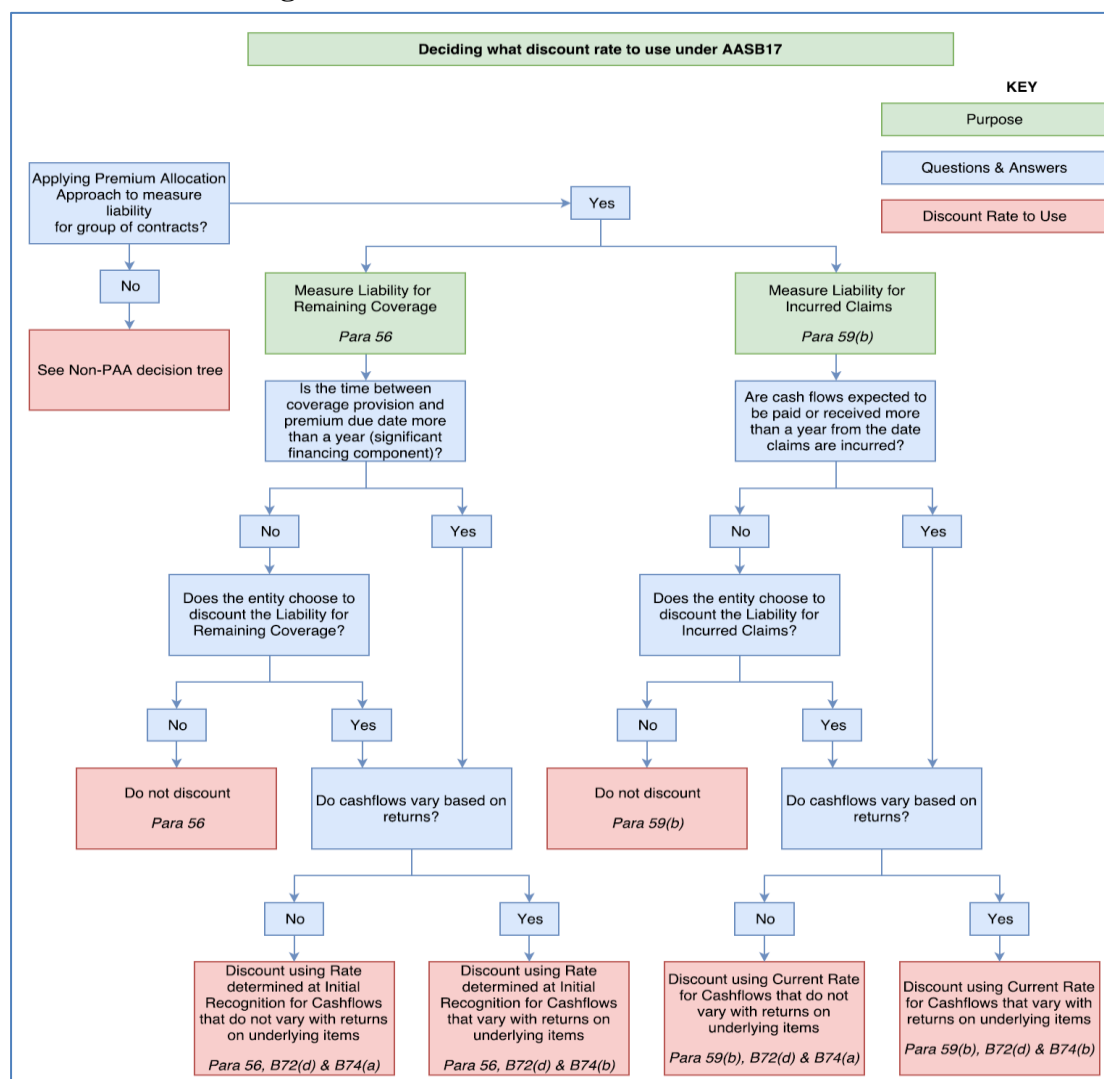 Deciding what discount rate to use under AASB17
KEY
Purpose
Questions & Answers
Discount Rate to Use
Applying Premium Allocation
Approach to measure
liability
for group of contracts?
Yes
No
See Non-PAA decision tree
Measure Liability for
Remaining Coverage
Para 56
Measure Liability for
Incurred Claims
Para 59(b)
Is the time between
coverage provision and
premium due date more
than a year (significant
financing component)?
Are cash flows expected to
be paid or received more
than a year from the date
claims are incurred?
No
Yes
No
Yes
Does the entity choose to
discount the Liability for
Remaining Coverage?
Does the entity choose to
discount the Liability for
Incurred Claims?
No
Yes
No
Yes
Do not discount
Para 56
Do cashflows vary based on
returns?
Do not discount
Para 59(b)
Do cashflows vary based on
returns?
No
Yes
No
Yes
Discount using Rate
determined at Initial
Recognition for Cashflows
that do not vary with returns
on underlying items
Para 56, B72(d) & B74(a)
Discount using Rate
determined at Initial
Recognition for Cashflows
that vary with returns on
underlying items
Para 56, B72(d) & B74(b)
Discount using Current Rate
for Cashflows that do not
vary with returns on
underlying items
Para 59(b), B72(d) & B74(a)
Discount using Current Rate
for Cashflows that vary with
returns on underlying items
Para 59(b), B72(d) & B74(b)